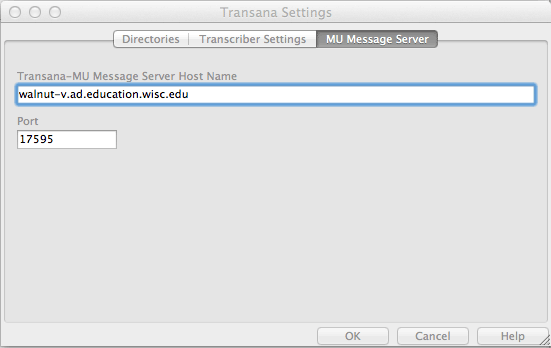 Transana Settings
Directories Transcriber Settings MU Message Server
Transana-MU Message Server Host Name
walnut-v.ad.education.wisc.edu
Port
17595
OK Cancel Help